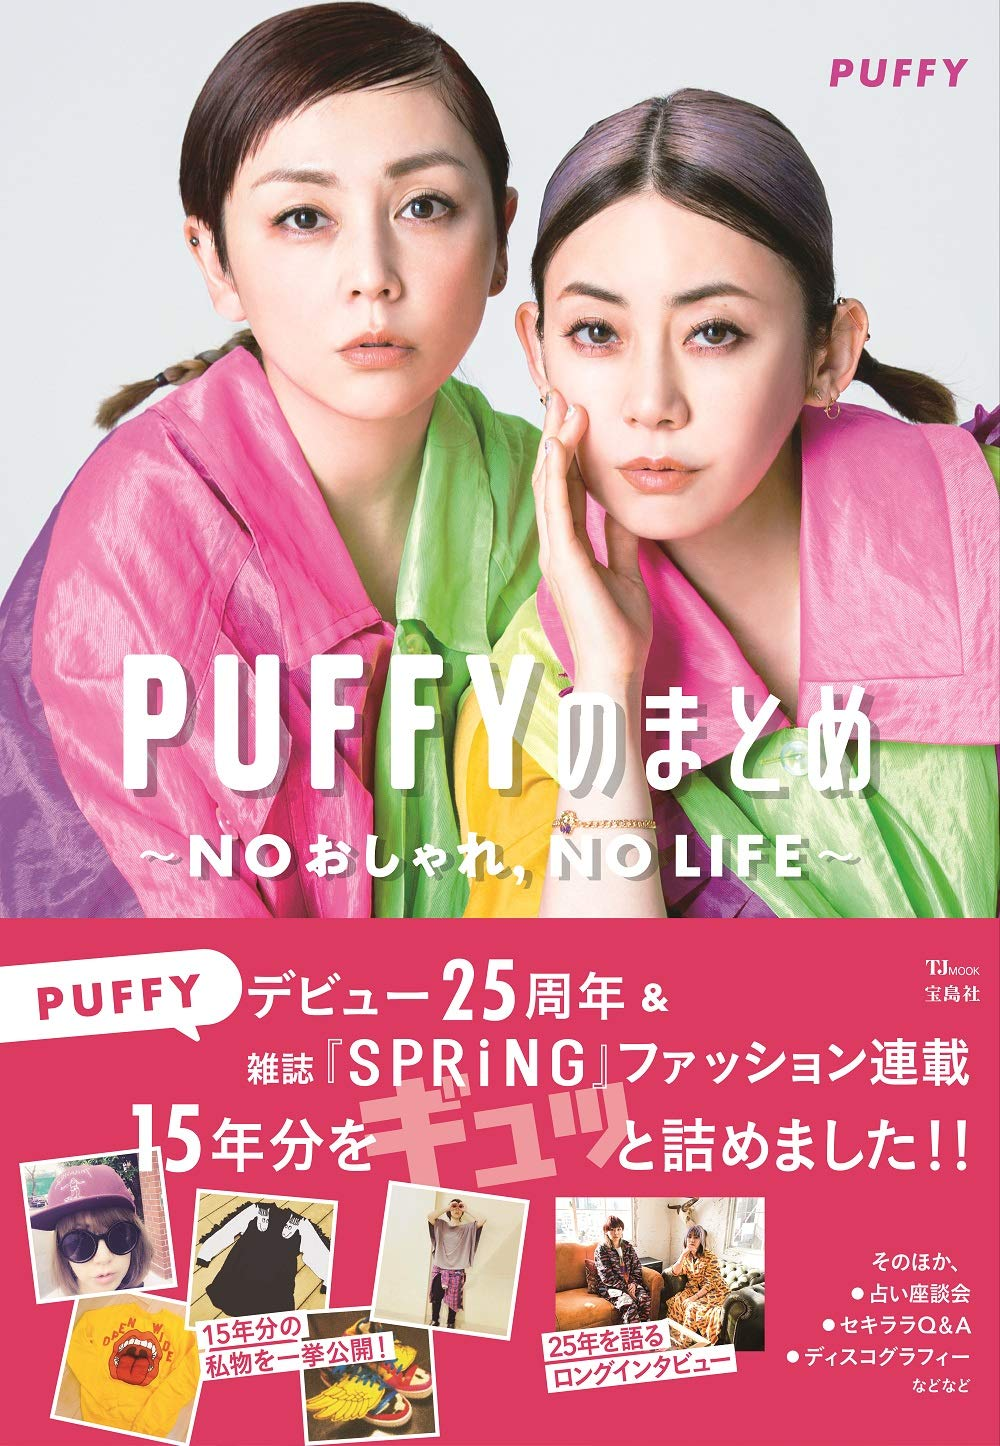 PUFFY
PUFFYのまとめ
~NOおしゃれ, NO LIFE~
TJ MOOK
宝島社
PUFFY デビュー25周年&
雑誌『SPRiNG』ファッション連載
15年分をギュッと詰めました!!
OPEN WIDE
15年分の
私物を一挙公開!
25年を語る
ロングインタビュー
そのほか、
●占い座談会
●セキララQ&A
●ディスコグラフィー
などなど